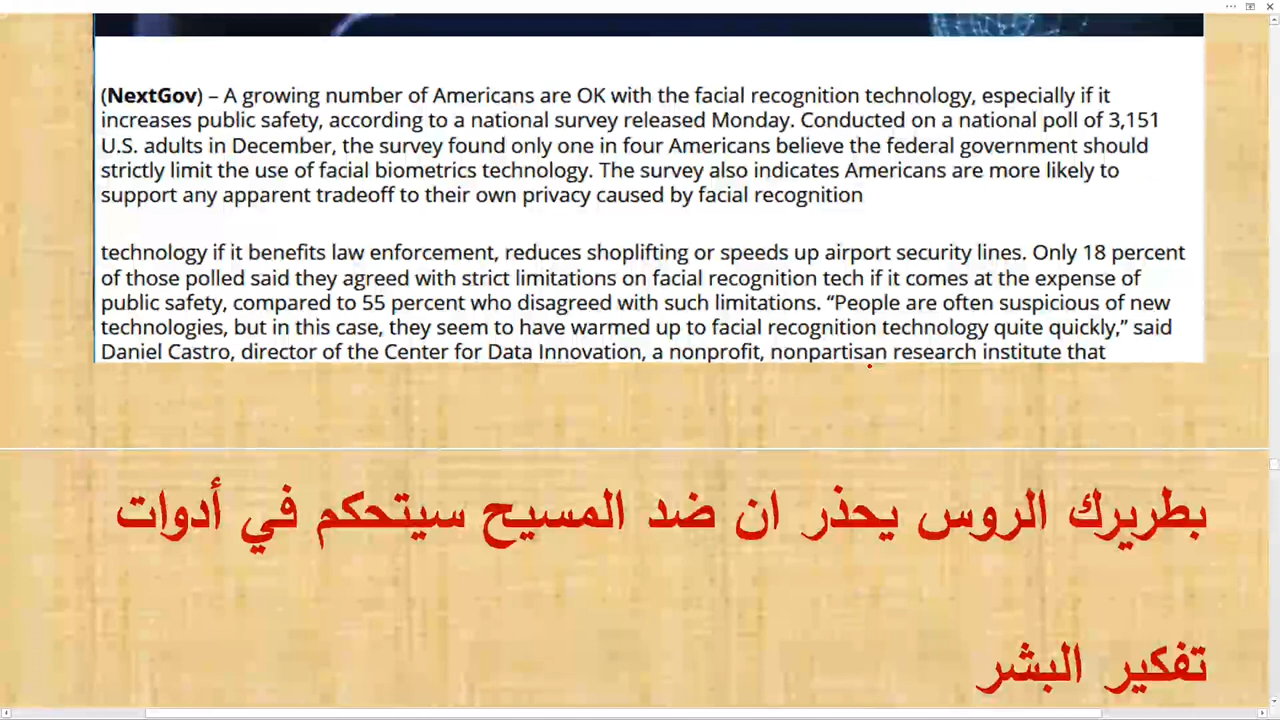 (NextGov) – A growing number of Americans are OK with the facial recognition technology, especially if it
increases public safety, according to a national survey released Monday. Conducted on a national poll of 3,151
U.S. adults in December, the survey found only one in four Americans believe the federal government should
strictly limit the use of facial biometrics technology. The survey also indicates Americans are more likely to
support any apparent tradeoff to their own privacy caused by facial recognition
technology if it benefits law enforcement, reduces shoplifting or speeds up airport security lines. Only 18 percent
of those polled said they agreed with strict limitations on facial recognition tech if it comes at the expense of
public safety, compared to 55 percent who disagreed with such limitations. “People are often suspicious of new
technologies, but in this case, they seem to have warmed up to facial recognition technology quite quickly,” said
Daniel Castro, director of the Center for Data Innovation, a nonprofit, nonpartisan research institute that
بطريرك الروس يحذر ان ضد المسيح سيتحكم في أدوات
تفكير البشر